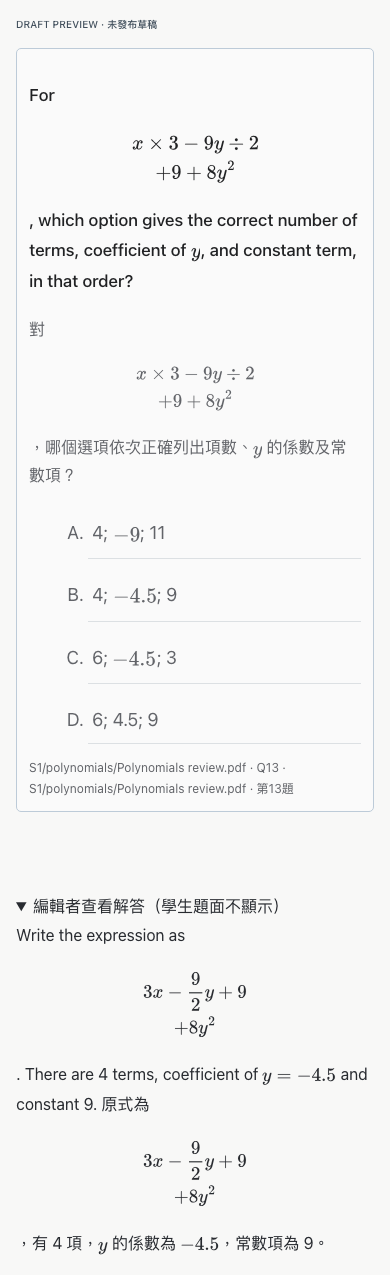 DRAFT PREVIEW · 未發布草稿
For
x × 3 − 9y ÷ 2
+9 + 8y²
, which option gives the correct number of
terms, coefficient of y, and constant term,
in that order?
對
x × 3 − 9y ÷ 2
+9 + 8y²
，哪個選項依次正確列出項數、y 的係數及常
數項？
A. 4; −9; 11
B. 4; −4.5; 9
C. 6; −4.5; 3
D. 6; 4.5; 9
S1/polynomials/Polynomials review.pdf · Q13 ·
S1/polynomials/Polynomials review.pdf · 第13題
▼ 編輯者查看解答（學生題面不顯示）
Write the expression as
3x − 9/2 y + 9
+8y²
. There are 4 terms, coefficient of y = −4.5 and
constant 9. 原式為
3x − 9/2 y + 9
+8y²
，有 4 項，y 的係數為 −4.5，常數項為 9。